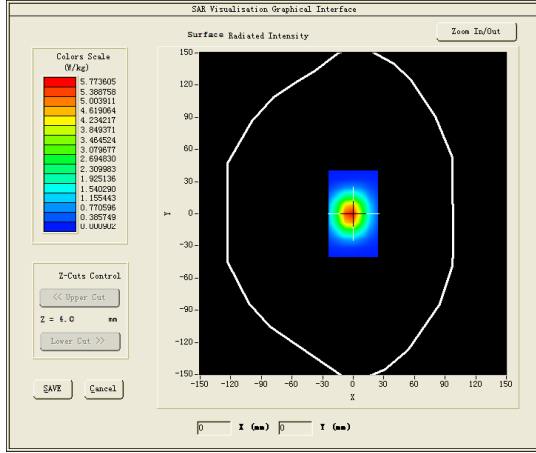 SAR Visualisation Graphical Interface
Surface Radiated Intensity
Zoom In/Out
Colors Scale
(W/kg)
5.773605
5.388758
5.003911
4.619064
4.234217
3.849371
3.464524
3.079677
2.694830
2.309983
1.925136
1.540290
1.155443
0.770596
0.385749
0.000902
150
120
90
60
30
0
-30
-60
-90
-120
-150
Y
-150 -120 -90 -60 -30 0 30 60 90 120 150
X
Z-Cuts Control
<< Upper Cut
Z = 4.0 mm
Lower Cut >>
SAVE Cancel
0 X (mm) 0 Y (mm)